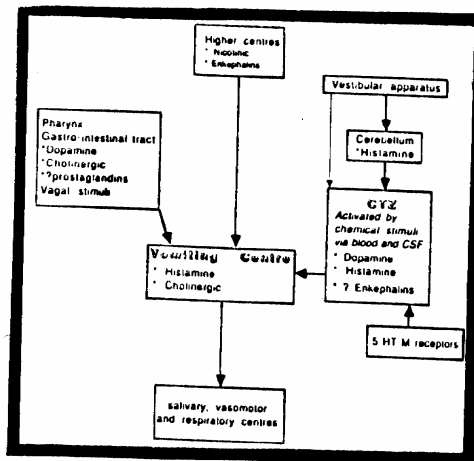 Higher centres
* Nicotinic
* Enkephalins
Vestibular apparatus
Pharynx
Gastro-intestinal tract
*Dopamine
*Cholinergic
*?prostaglandins
Vagal stimuli
Cerebellum
*Histamine
CTZ
Activated by
chemical stimuli
via blood and CSF
* Dopamine
* Histamine
* ? Enkephalins
Vomiting Centre
* Histamine
* Cholinergic
5 HT M receptors
salivary, vasomotor
and respiratory centres